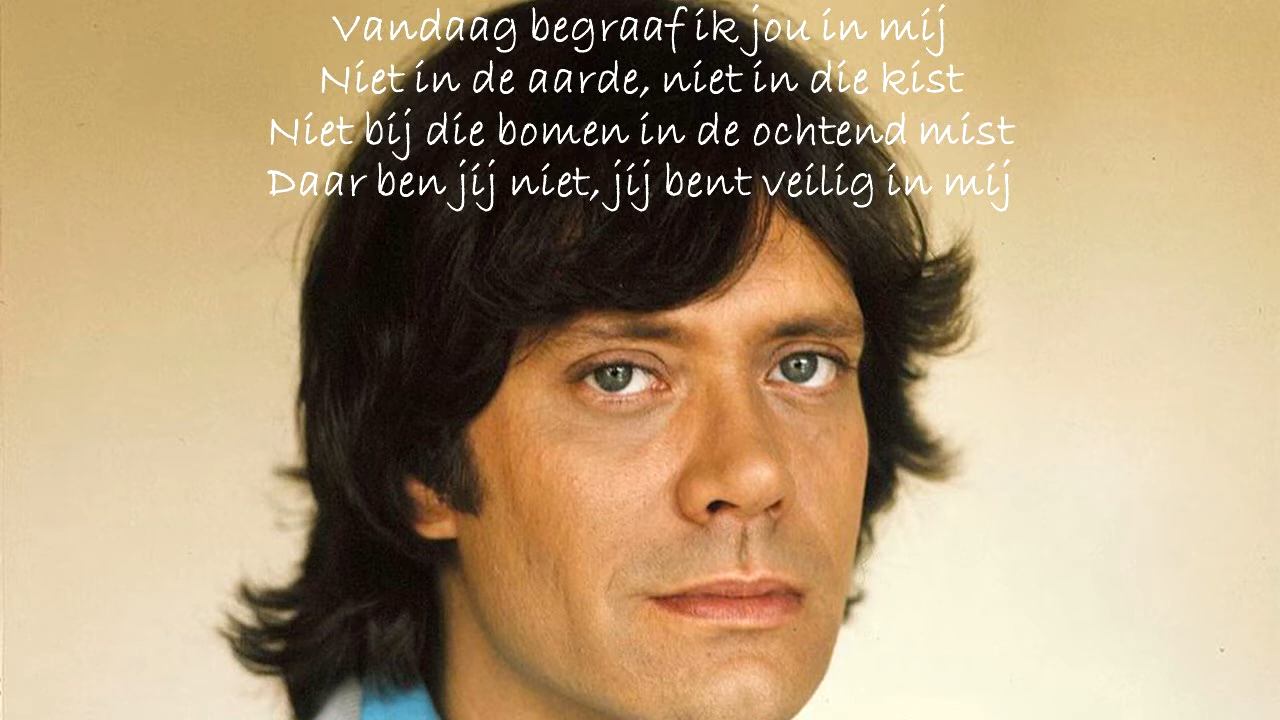 Vandaag begraaf ik jou in mij
Niet in de aarde, niet in die kist
Niet bij die bomen in de ochtend mist
Daar ben jij niet, jij bent veilig in mij